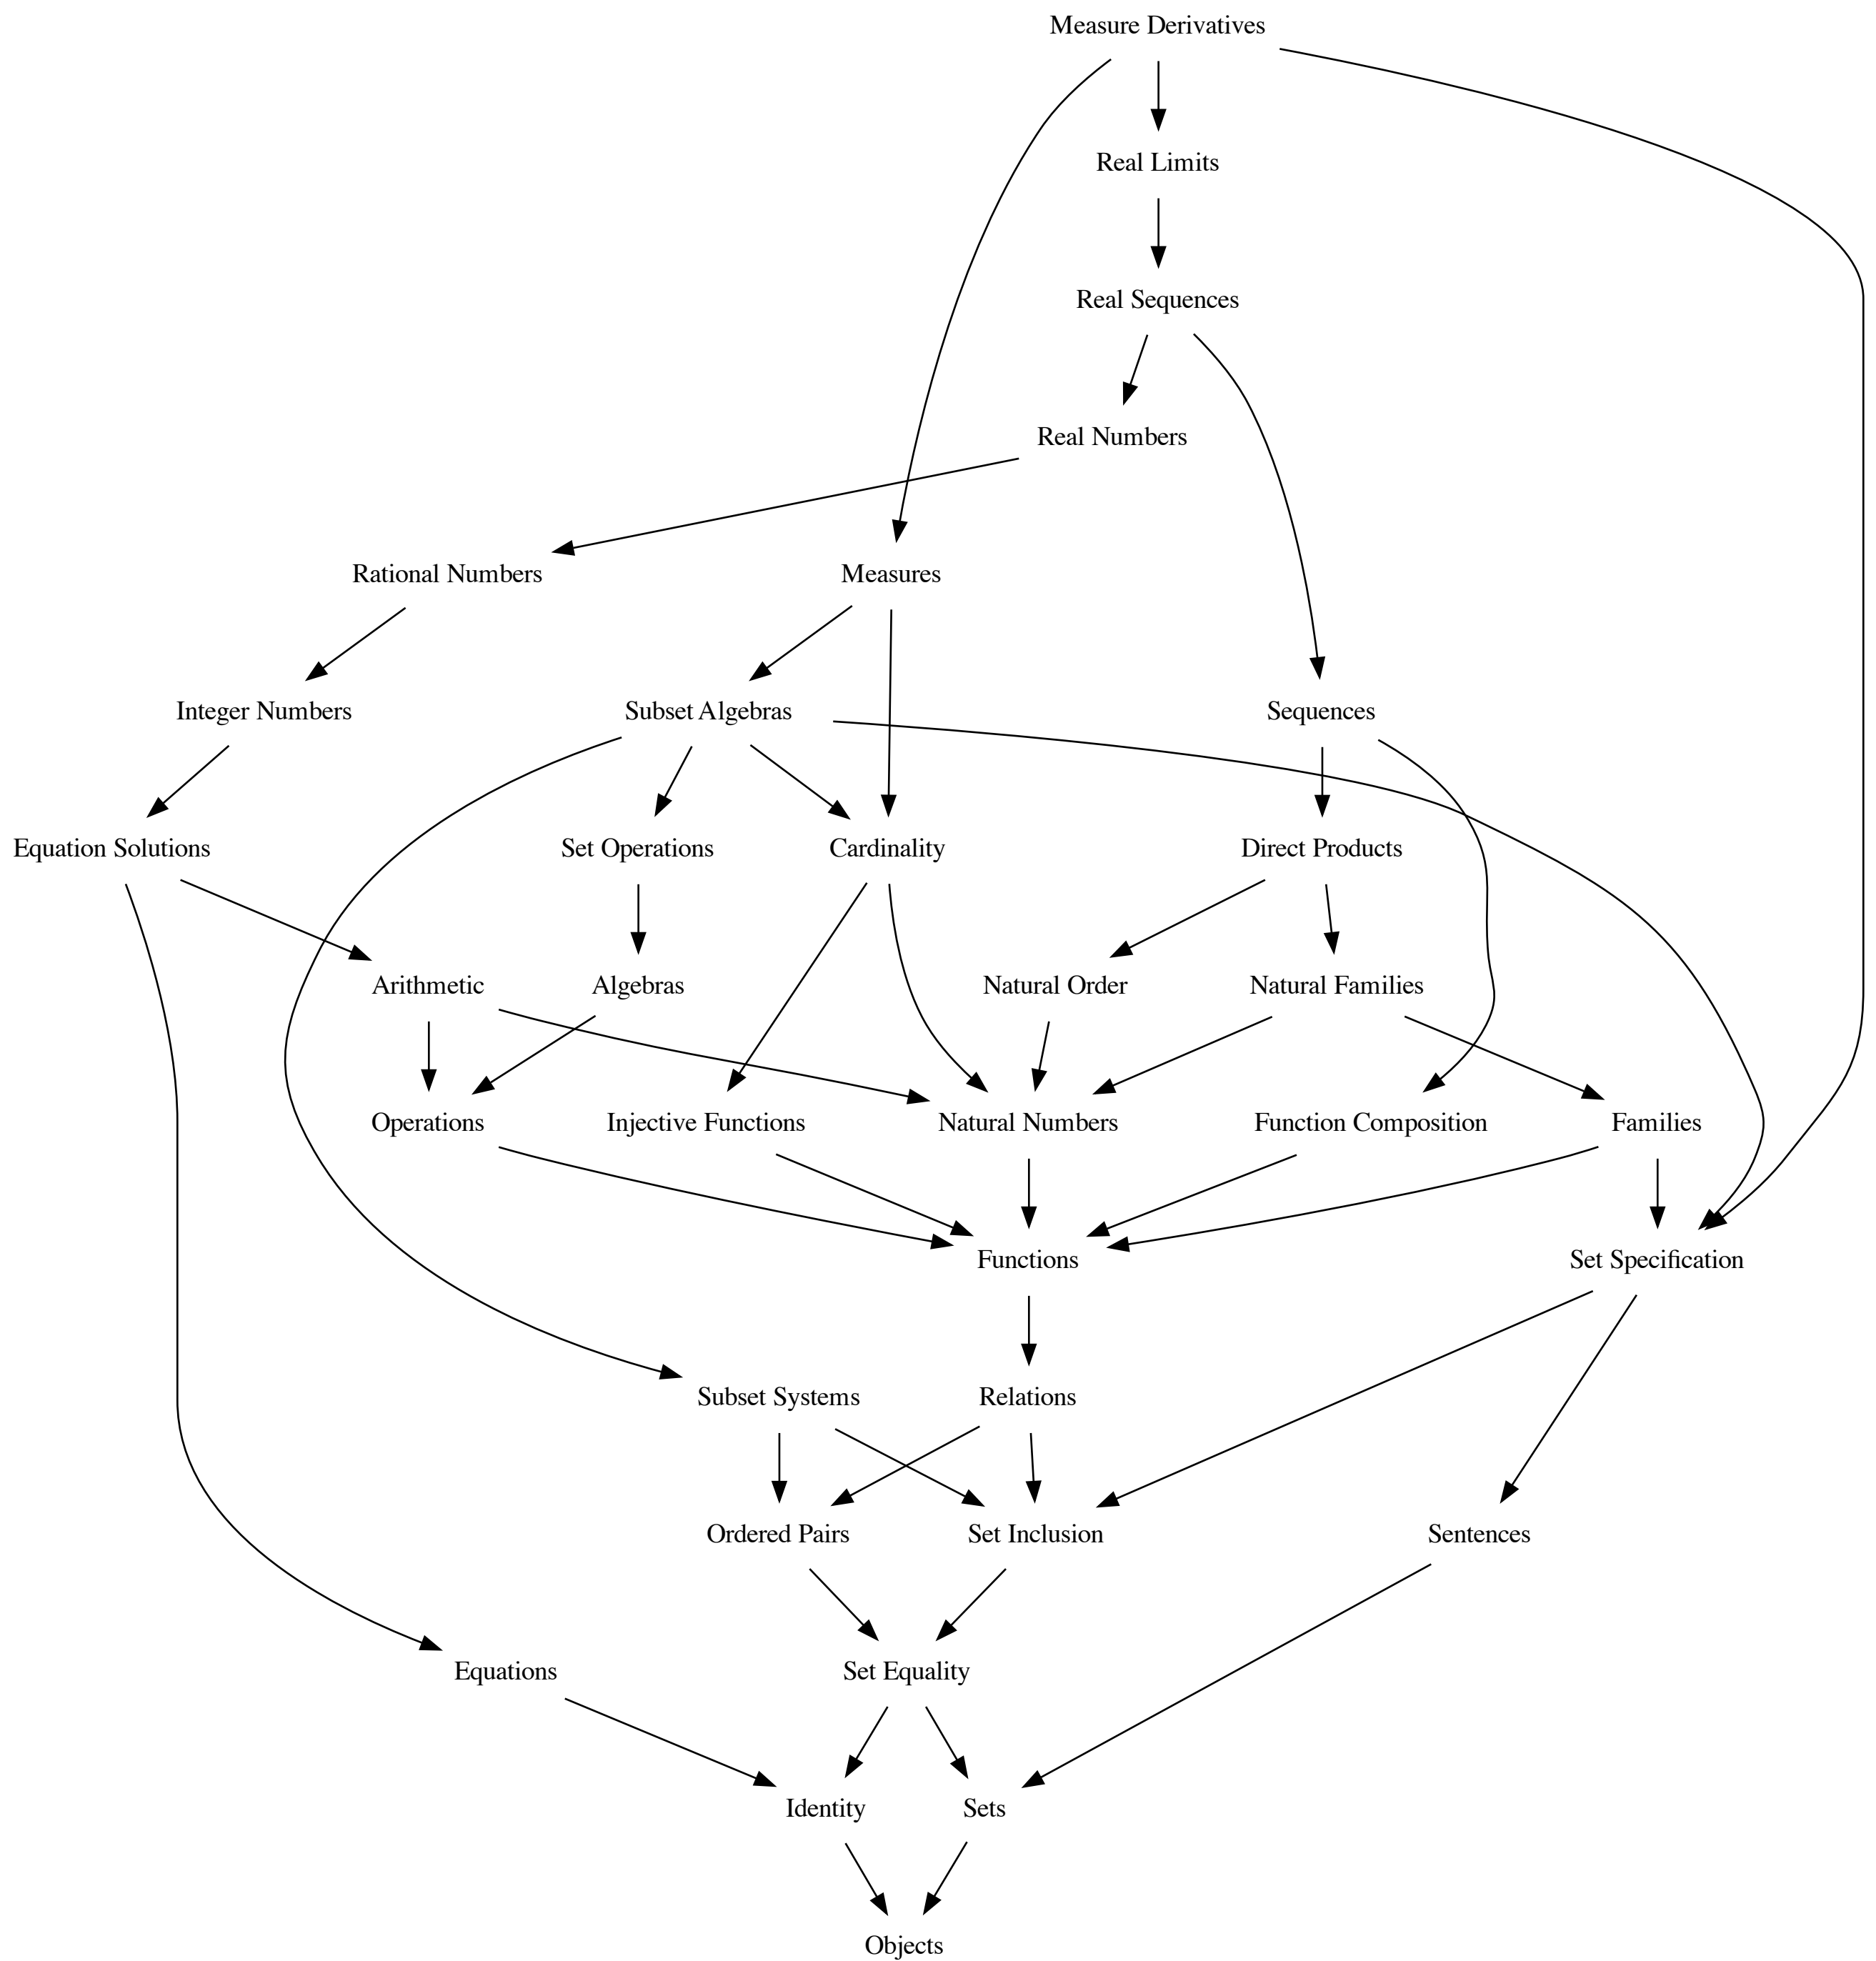 Measure Derivatives
Real Limits
Real Sequences
Real Numbers
Rational Numbers
Measures
Integer Numbers
Subset Algebras
Sequences
Equation Solutions
Set Operations
Cardinality
Direct Products
Arithmetic
Algebras
Natural Order
Natural Families
Operations
Injective Functions
Natural Numbers
Function Composition
Families
Functions
Set Specification
Subset Systems
Relations
Ordered Pairs
Set Inclusion
Sentences
Equations
Set Equality
Identity
Sets
Objects